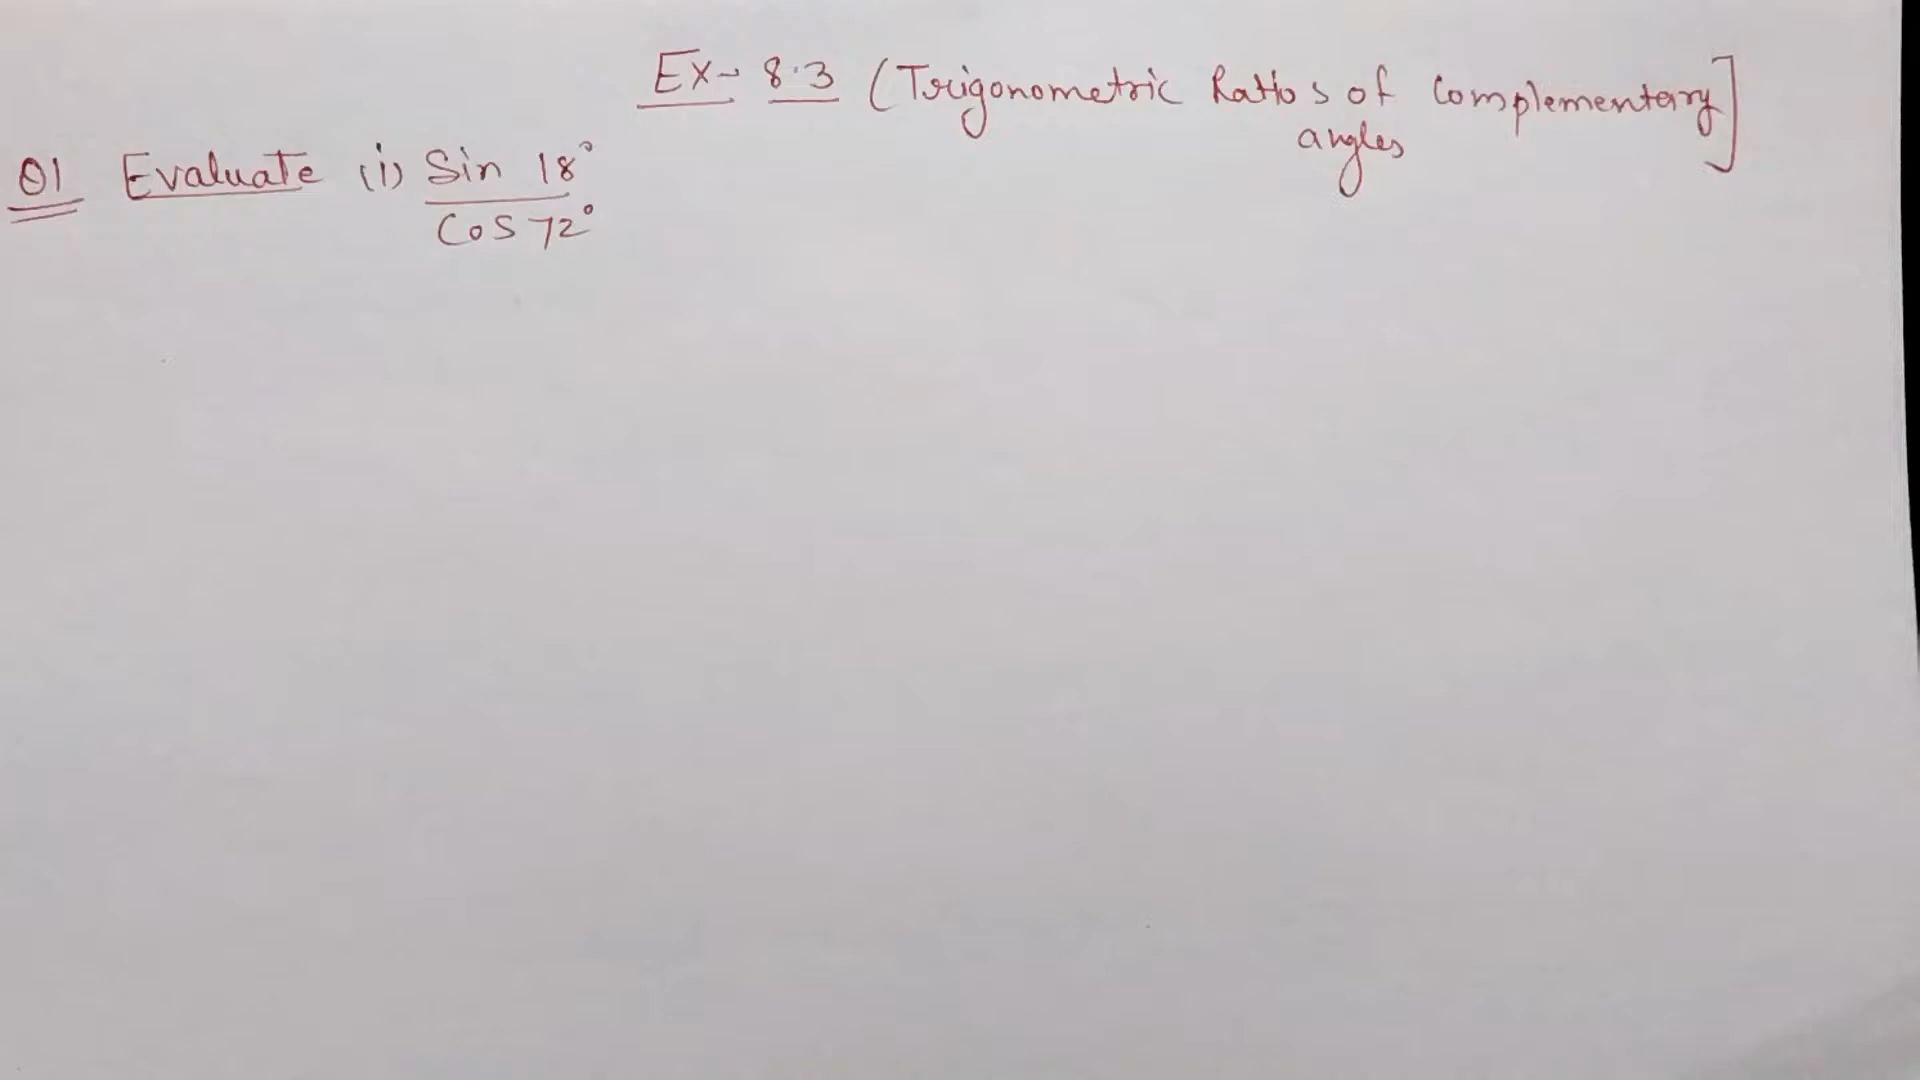 Ex- 8.3 (Trigonometric Ratios of Complementary angles]
Q1 Evaluate (i) Sin 18°
Cos 72°